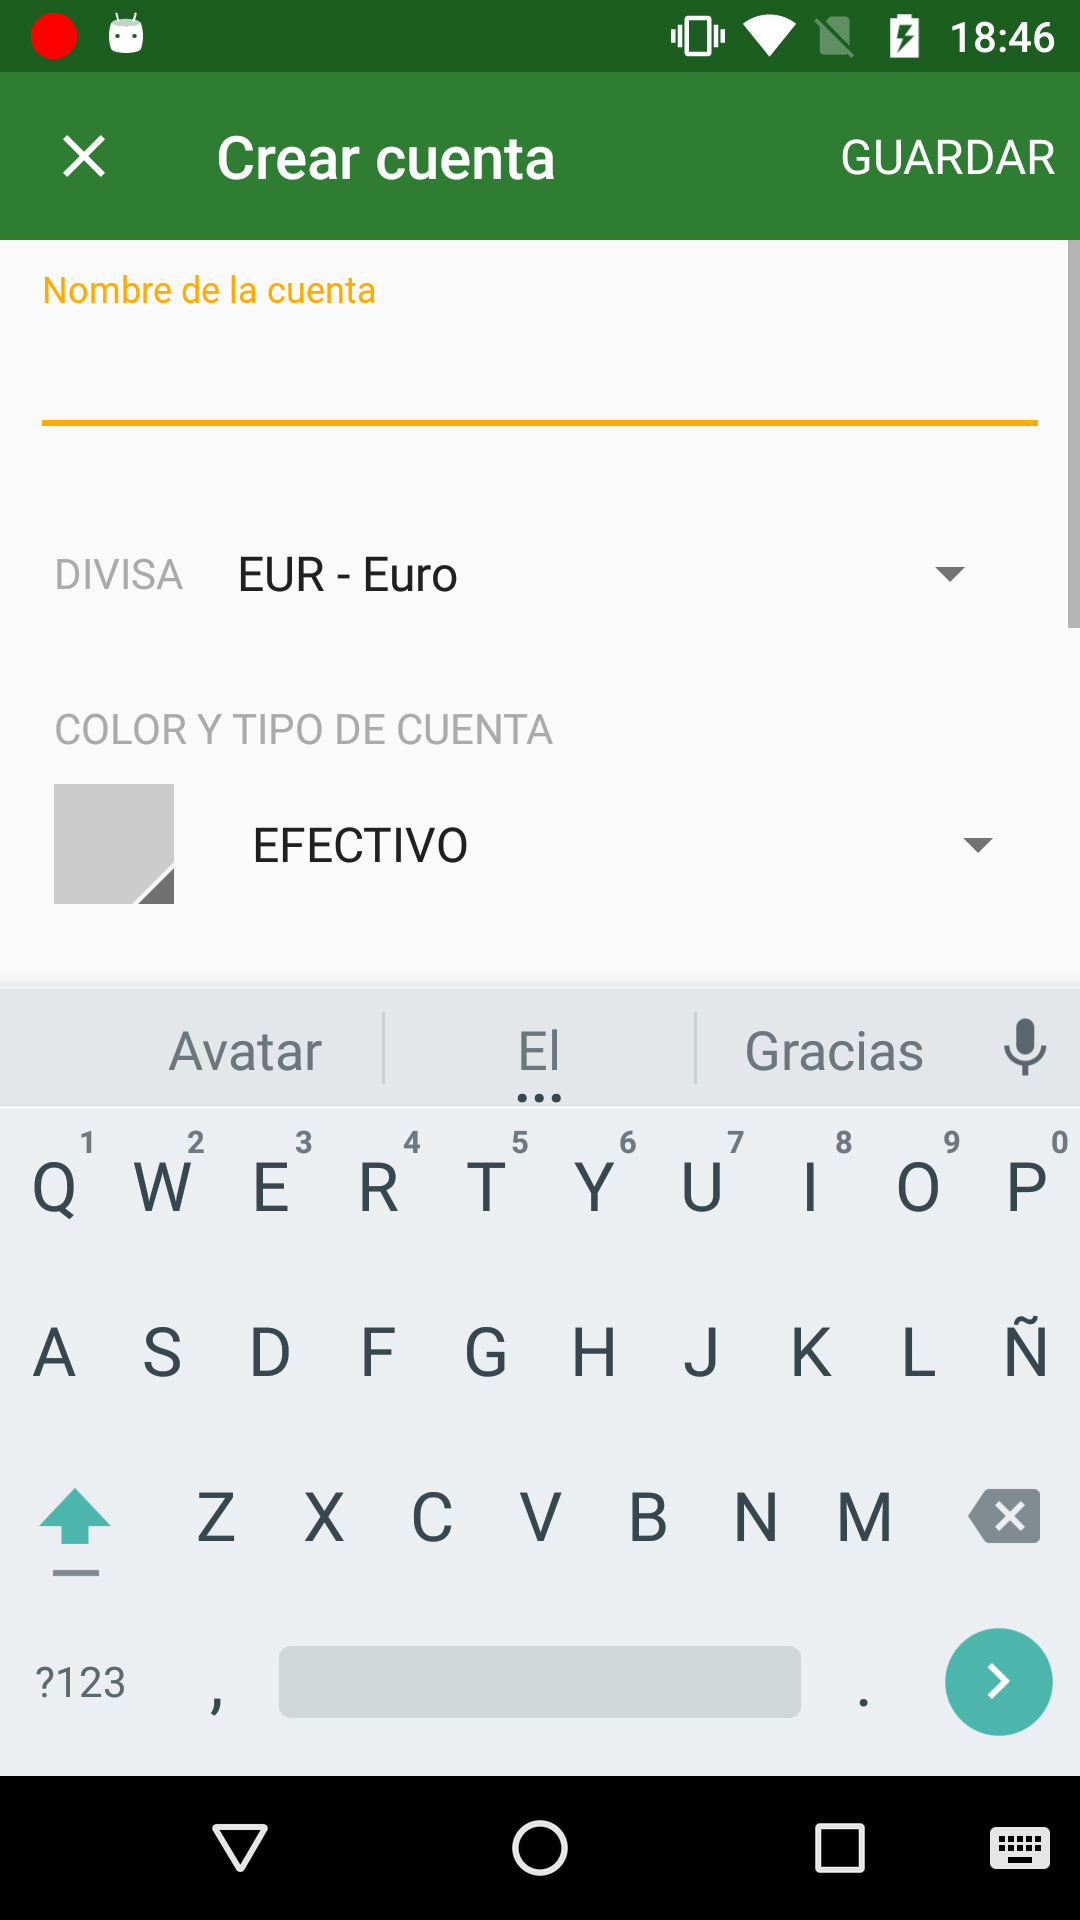 18:46
Crear cuenta GUARDAR
Nombre de la cuenta
DIVISA EUR - Euro
COLOR Y TIPO DE CUENTA
EFECTIVO
Avatar El Gracias
1 2 3 4 5 6 7 8 9 0
Q W E R T Y U I O P
A S D F G H J K L Ñ
Z X C V B N M
?123 , .